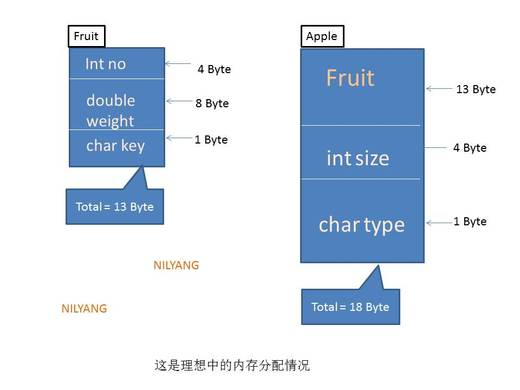 Fruit
Int no
4 Byte
double
weight
8 Byte
char key
1 Byte
Total = 13 Byte
Apple
Fruit
13 Byte
int size
4 Byte
char type
1 Byte
Total = 18 Byte
NILYANG
NILYANG
这是理想中的内存分配情况